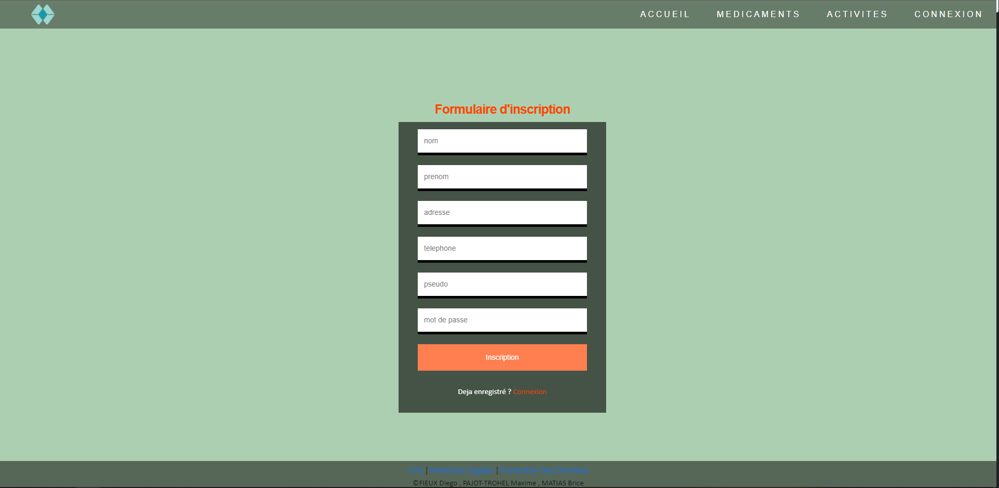 ACCUEIL MEDICAMENTS ACTIVITES CONNEXION
Formulaire d'inscription
nom
prenom
adresse
telephone
pseudo
mot de passe
Inscription
Deja enregistré ? Connexion
CVG | Mentions Légales | Protection Des Données
©FIEUX Diego , PAJOT-TROHEL Maxime , MATIAS Brice